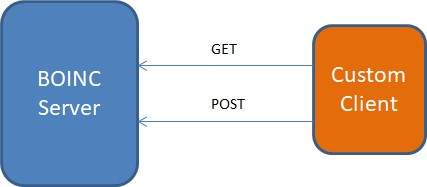 BOINC
Server
GET
POST
Custom
Client